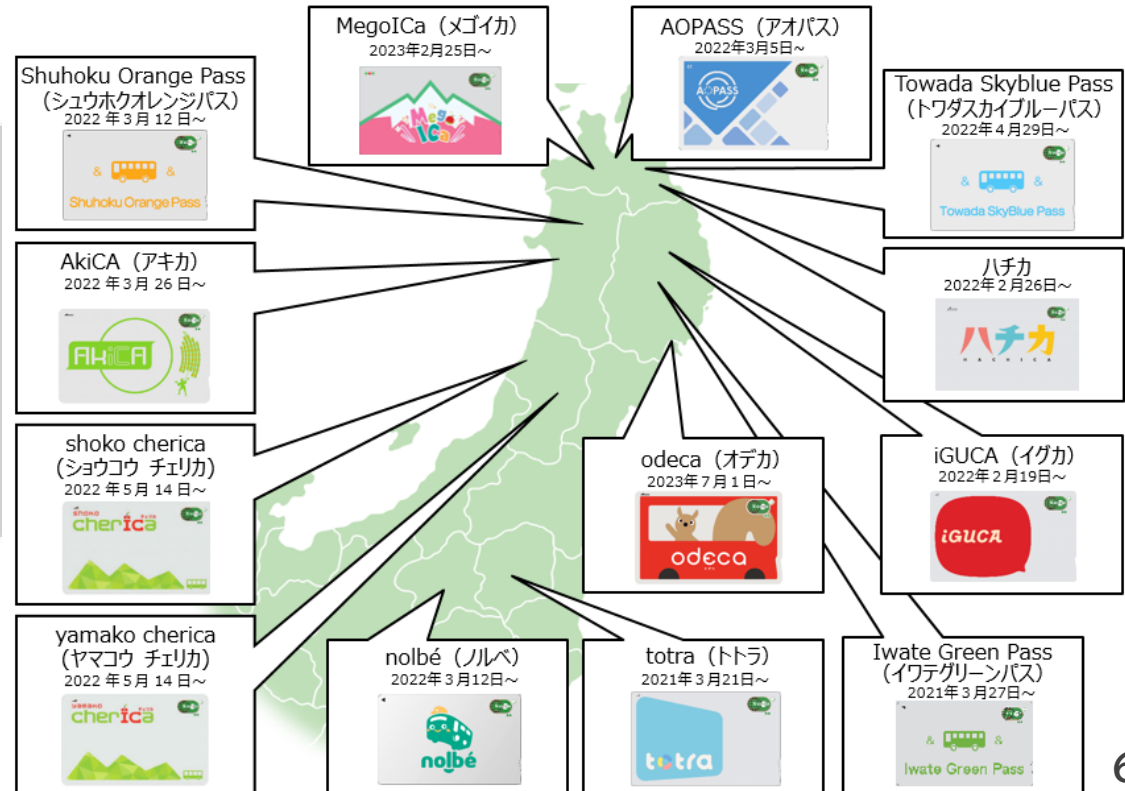 MegoICa（メゴイカ）
2023年2月25日～
Mego
ICa
AOPASS（アオパス）
2022年3月5日～
AOPASS
Shuhoku Orange Pass
（シュウホクオレンジパス）
2022年3月12日～
& &
Shuhoku Orange Pass
Towada Skyblue Pass
（トワダスカイブルーパス）
2022年4月29日～
& &
Towada SkyBlue Pass
AkiCA（アキカ）
2022年3月26日～
AkiCA
ハチカ
2022年2月26日～
ハチカ
HACHICA
shoko cherica
（ショウコウ チェリカ）
2022年5月14日～
shoko
cherica
odeca（オデカ）
2023年7月1日～
odeca
iGUCA（イグカ）
2022年2月19日～
iGUCA
yamako cherica
（ヤマコウ チェリカ）
2022年5月14日～
yamako
cherica
nolbé（ノルベ）
2022年3月12日～
nolbé
totra（トトラ）
2021年3月21日～
totra
Iwate Green Pass
（イワテグリーンパス）
2021年3月27日～
& &
Iwate Green Pass
6